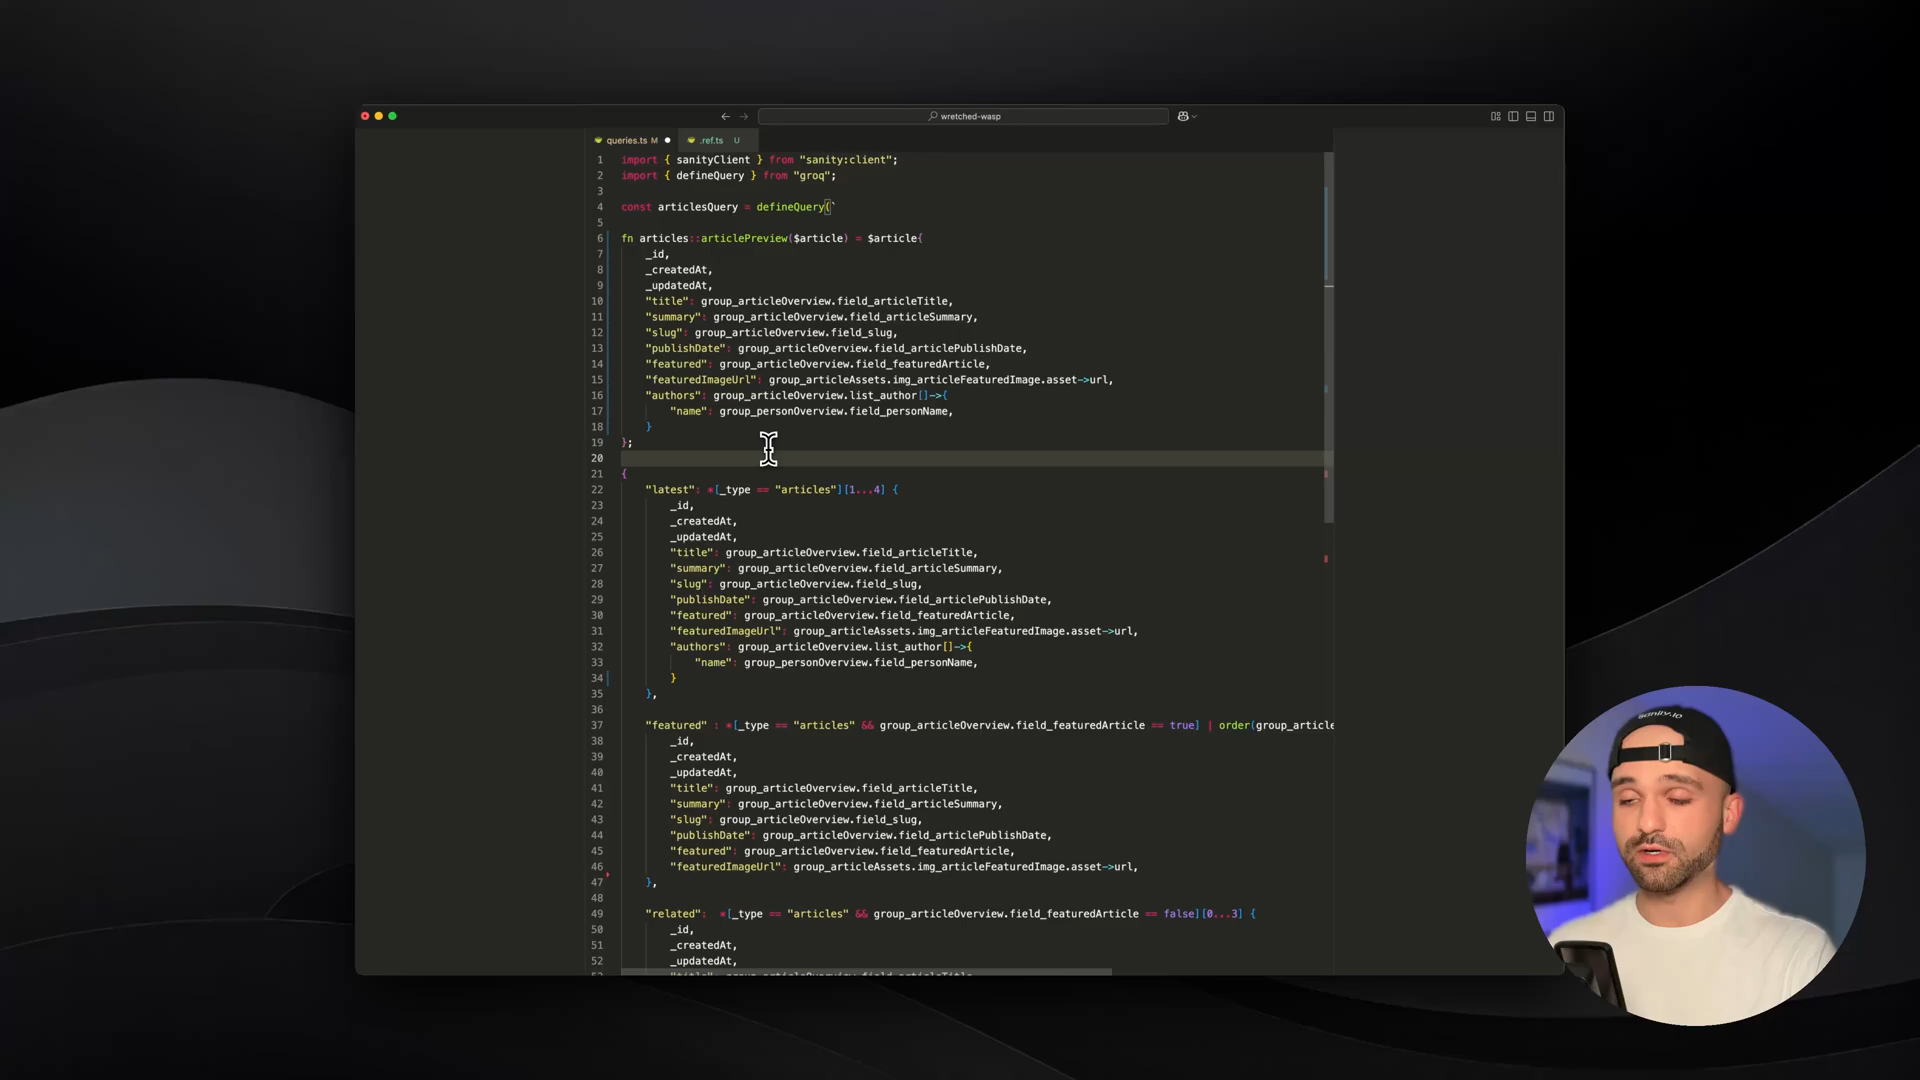 wretched-wasp
queries.ts M
.ref.ts U
1 import { sanityClient } from "sanity:client";
2 import { defineQuery } from "groq";
3
4 const articlesQuery = defineQuery(`
5
6 fn articles::articlePreview($article) = $article{
7 _id,
8 _createdAt,
9 _updatedAt,
10 "title": group_articleOverview.field_articleTitle,
11 "summary": group_articleOverview.field_articleSummary,
12 "slug": group_articleOverview.field_slug,
13 "publishDate": group_articleOverview.field_articlePublishDate,
14 "featured": group_articleOverview.field_featuredArticle,
15 "featuredImageUrl": group_articleAssets.img_articleFeaturedImage.asset->url,
16 "authors": group_articleOverview.list_author[]->{
17 "name": group_personOverview.field_personName,
18 }
19 };
20
21 {
22 "latest": *[_type == "articles"][1...4] {
23 _id,
24 _createdAt,
25 _updatedAt,
26 "title": group_articleOverview.field_articleTitle,
27 "summary": group_articleOverview.field_articleSummary,
28 "slug": group_articleOverview.field_slug,
29 "publishDate": group_articleOverview.field_articlePublishDate,
30 "featured": group_articleOverview.field_featuredArticle,
31 "featuredImageUrl": group_articleAssets.img_articleFeaturedImage.asset->url,
32 "authors": group_articleOverview.list_author[]->{
33 "name": group_personOverview.field_personName,
34 }
35 },
36
37 "featured" : *[_type == "articles" && group_articleOverview.field_featuredArticle == true] | order(group_article
38 _id,
39 _createdAt,
40 _updatedAt,
41 "title": group_articleOverview.field_articleTitle,
42 "summary": group_articleOverview.field_articleSummary,
43 "slug": group_articleOverview.field_slug,
44 "publishDate": group_articleOverview.field_articlePublishDate,
45 "featured": group_articleOverview.field_featuredArticle,
46 "featuredImageUrl": group_articleAssets.img_articleFeaturedImage.asset->url,
47 },
48
49 "related": *[_type == "articles" && group_articleOverview.field_featuredArticle == false][0...3] {
50 _id,
51 _createdAt,
52 _updatedAt,
sanity.io